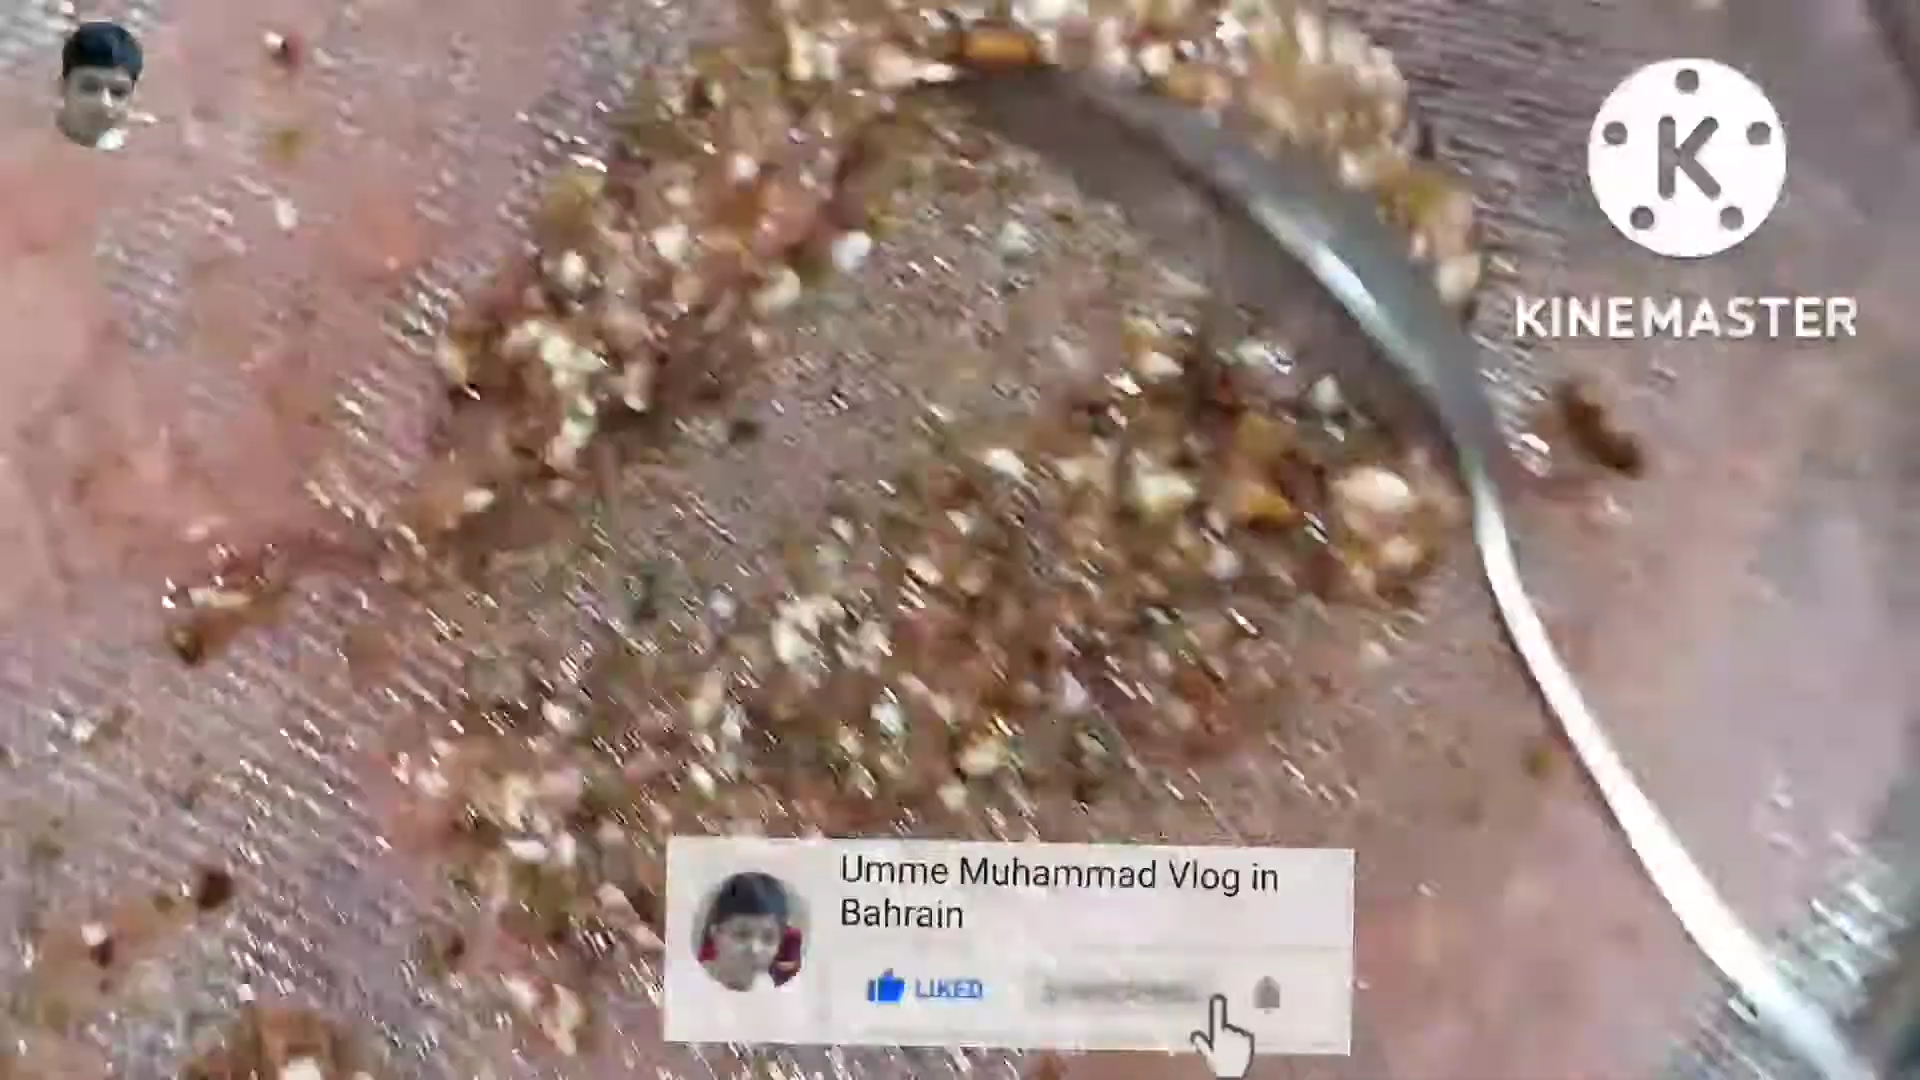 K
KINEMASTER
Umme Muhammad Vlog in
Bahrain
LIKED